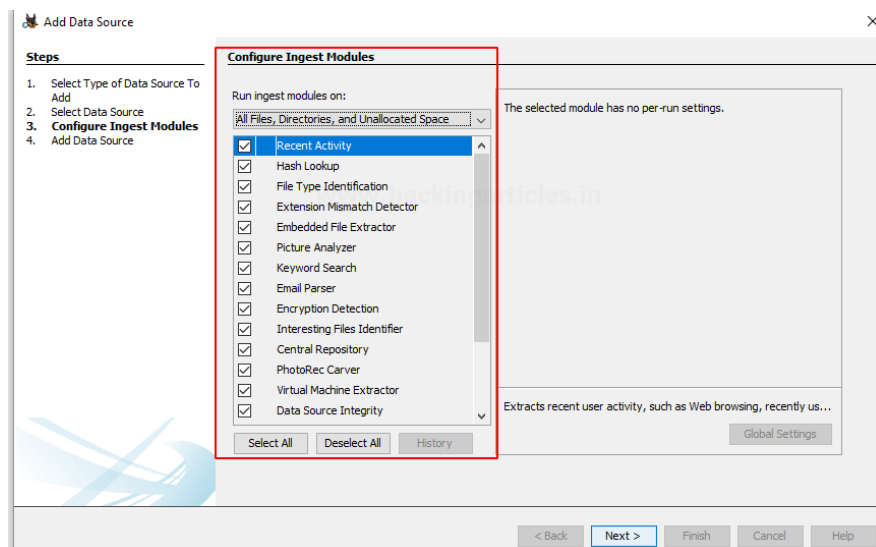 Add Data Source
Steps
1. Select Type of Data Source To
Add
2. Select Data Source
3. Configure Ingest Modules
4. Add Data Source
Configure Ingest Modules
Run ingest modules on:
All Files, Directories, and Unallocated Space
Recent Activity
Hash Lookup
File Type Identification
Extension Mismatch Detector
Embedded File Extractor
Picture Analyzer
Keyword Search
Email Parser
Encryption Detection
Interesting Files Identifier
Central Repository
PhotoRec Carver
Virtual Machine Extractor
Data Source Integrity
Select All Deselect All History
The selected module has no per-run settings.
Extracts recent user activity, such as Web browsing, recently us...
Global Settings
< Back Next > Finish Cancel Help